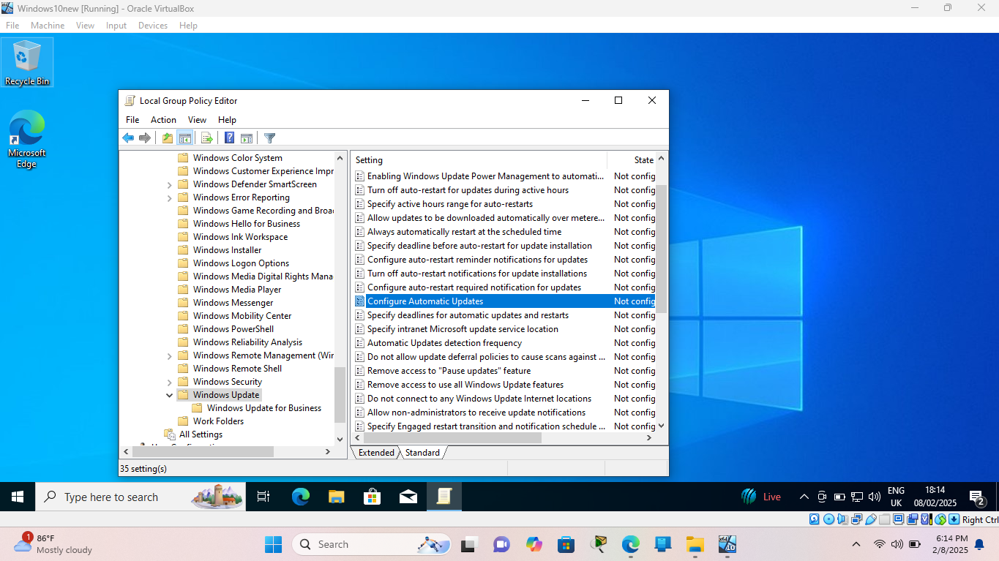 Windows10new [Running] - Oracle VirtualBox
File Machine View Input Devices Help
Recycle Bin
Microsoft
Edge
Local Group Policy Editor
File Action View Help
Windows Color System
Windows Customer Experience Impr
Windows Defender SmartScreen
Windows Error Reporting
Windows Game Recording and Broa
Windows Hello for Business
Windows Ink Workspace
Windows Installer
Windows Logon Options
Windows Media Digital Rights Mana
Windows Media Player
Windows Messenger
Windows Mobility Center
Windows PowerShell
Windows Reliability Analysis
Windows Remote Management (Wir
Windows Remote Shell
Windows Security
Windows Update
Windows Update for Business
Work Folders
All Settings
Setting State
Enabling Windows Update Power Management to automati... Not config
Turn off auto-restart for updates during active hours Not config
Specify active hours range for auto-restarts Not config
Allow updates to be downloaded automatically over metere... Not config
Always automatically restart at the scheduled time Not config
Specify deadline before auto-restart for update installation Not config
Configure auto-restart reminder notifications for updates Not config
Turn off auto-restart notifications for update installations Not config
Configure auto-restart required notification for updates Not config
Configure Automatic Updates Not config
Specify deadlines for automatic updates and restarts Not config
Specify intranet Microsoft update service location Not config
Automatic Updates detection frequency Not config
Do not allow update deferral policies to cause scans against ... Not config
Remove access to "Pause updates" feature Not config
Remove access to use all Windows Update features Not config
Do not connect to any Windows Update Internet locations Not config
Allow non-administrators to receive update notifications Not config
Specify Engaged restart transition and notification schedule ... Not config
Extended Standard
35 setting(s)
Type here to search
Live
ENG
UK
18:14
08/02/2025
2
Right Ctrl
1
86°F
Mostly cloudy
Search
6:14 PM
2/8/2025